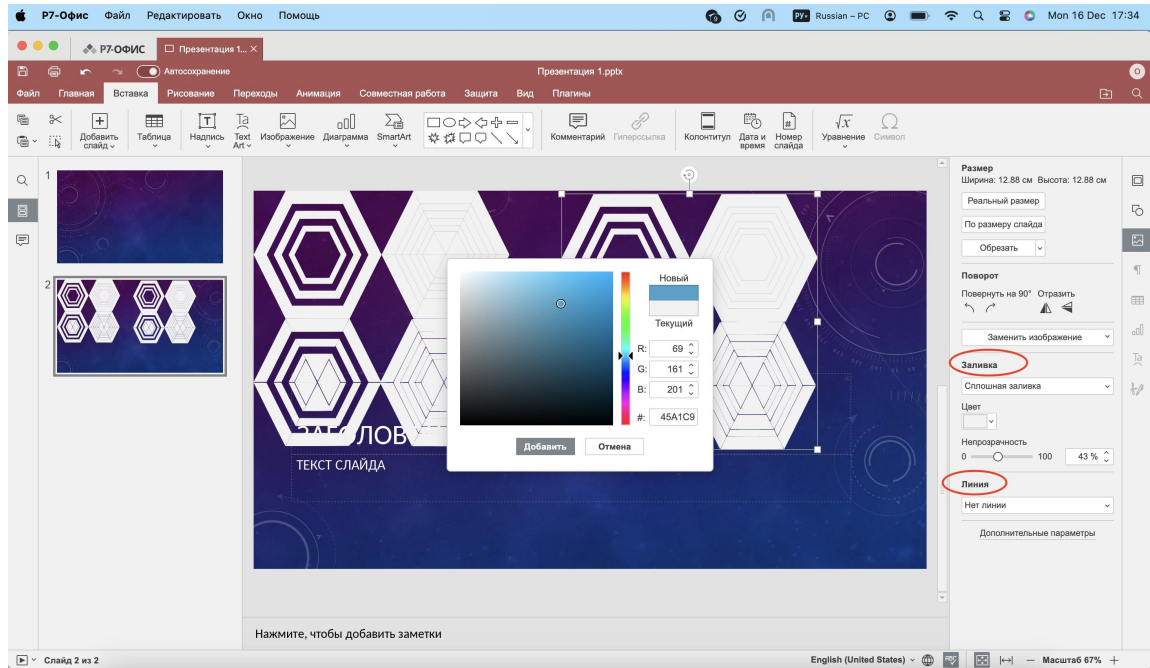 Р7-Офис Файл Редактировать Окно Помощь
РУ Russian – PC Mon 16 Dec 17:34
Р7-ОФИС Презентация 1...
Автосохранение Презентация 1.pptx
Файл Главная Вставка Рисование Переходы Анимация Совместная работа Защита Вид Плагины
Добавить слайд
Таблица
Надпись
Text Art
Изображение
Диаграмма
SmartArt
Комментарий
Гиперссылка
Колонтитул
Дата и время
Номер слайда
Уравнение
Символ
1
2
ЗАГОЛОВ
ТЕКСТ СЛАЙДА
Новый
Текущий
R: 69
G: 161
B: 201
#: 45A1C9
Добавить Отмена
Размер
Ширина: 12.88 см Высота: 12.88 см
Реальный размер
По размеру слайда
Обрезать
Поворот
Повернуть на 90° Отразить
Заменить изображение
Заливка
Сплошная заливка
Цвет
Непрозрачность
0 100 43 %
Линия
Нет линии
Дополнительные параметры
Нажмите, чтобы добавить заметки
Слайд 2 из 2 English (United States) Масштаб 67%